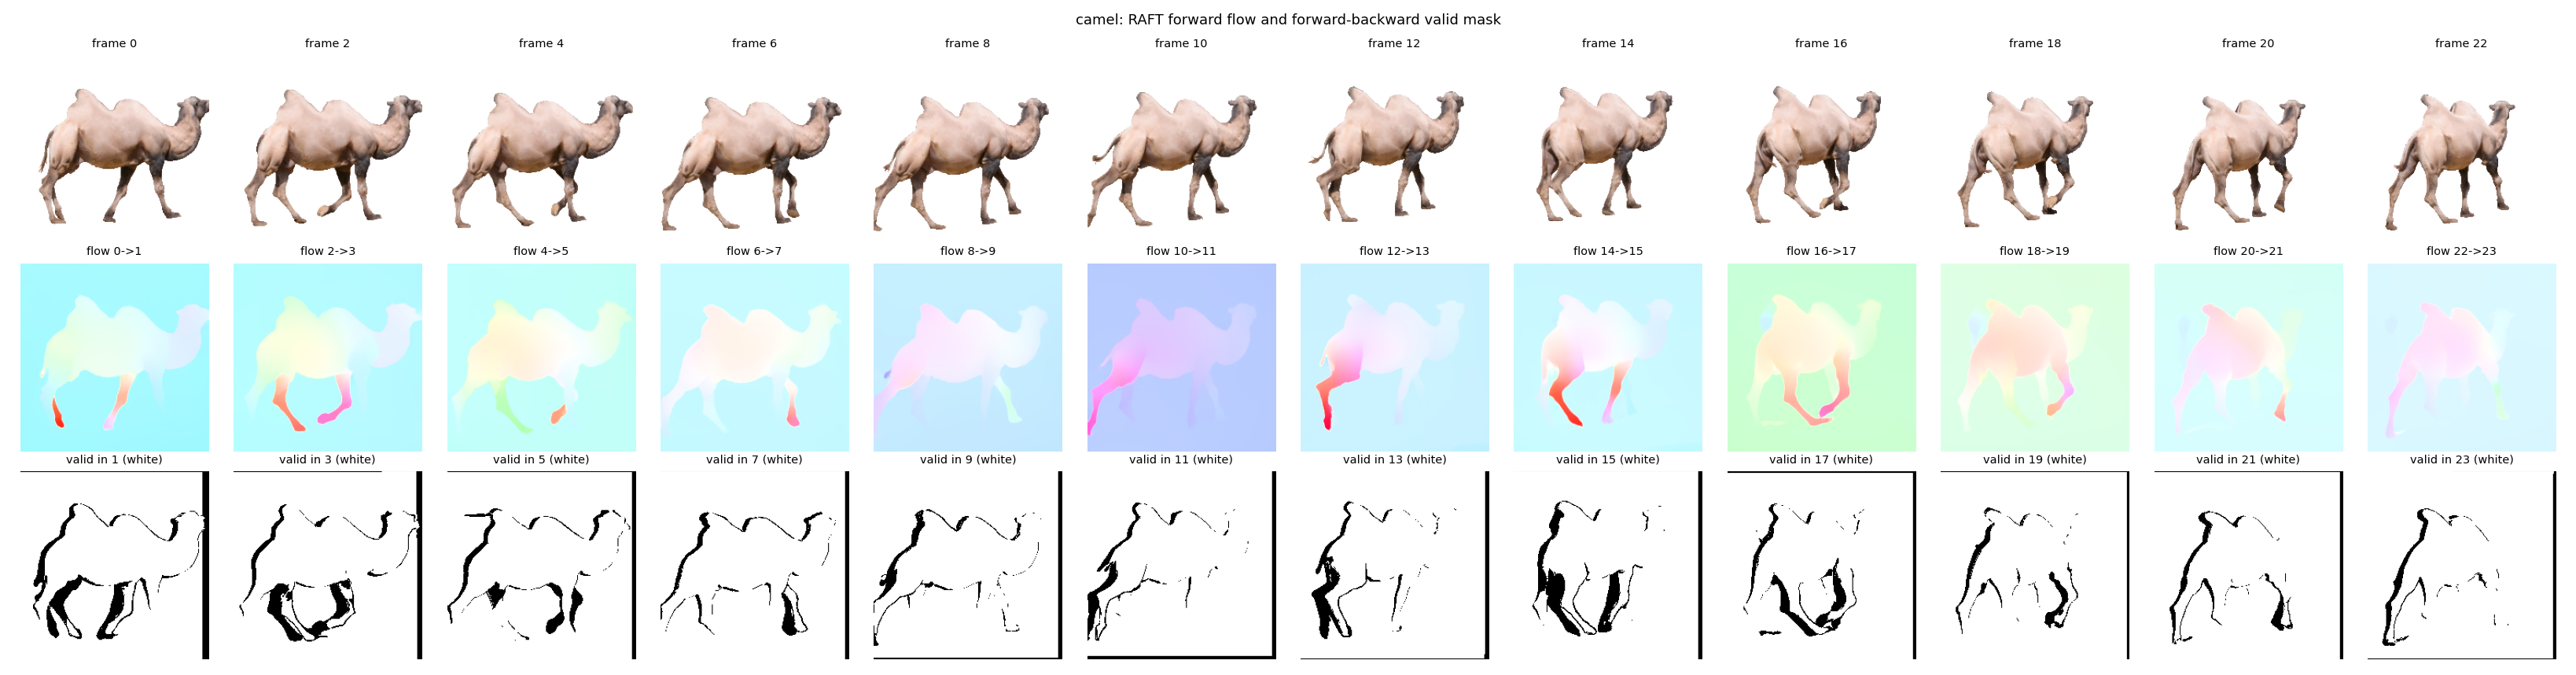 camel: RAFT forward flow and forward-backward valid mask
frame 0 frame 2 frame 4 frame 6 frame 8 frame 10 frame 12 frame 14 frame 16 frame 18 frame 20 frame 22
flow 0->1 flow 2->3 flow 4->5 flow 6->7 flow 8->9 flow 10->11 flow 12->13 flow 14->15 flow 16->17 flow 18->19 flow 20->21 flow 22->23
valid in 1 (white) valid in 3 (white) valid in 5 (white) valid in 7 (white) valid in 9 (white) valid in 11 (white) valid in 13 (white) valid in 15 (white) valid in 17 (white) valid in 19 (white) valid in 21 (white) valid in 23 (white)